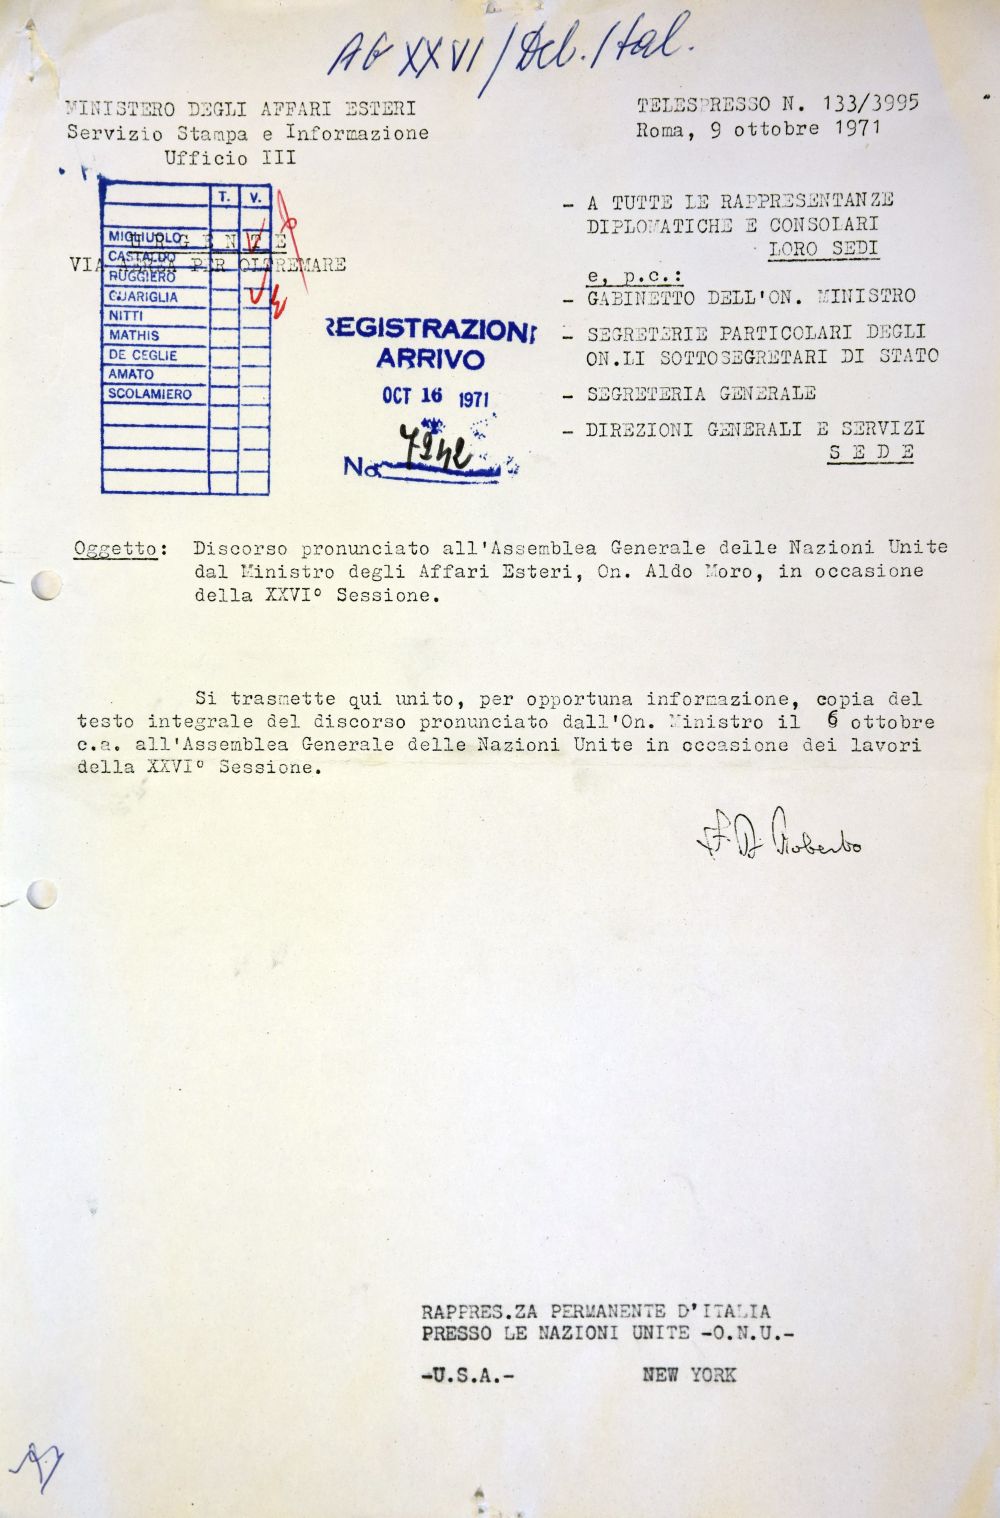 AG XXVI / Del. Ital.
MINISTERO DEGLI AFFARI ESTERI
Servizio Stampa e Informazione
Ufficio III
TELESPRESSO N. 133/3995
Roma, 9 ottobre 1971
T. V.
MIGLIUOLO
CASTALDO
RUGGIERO
GUARIGLIA
NITTI
MATHIS
DE CEGLIE
AMATO
SCOLAMIERO
U R G E N T E
VIA AEREA PER OLTREMARE
- A TUTTE LE RAPPRESENTANZE
DIPLOMATICHE E CONSOLARI
LORO SEDI
e, p.c.:
- GABINETTO DELL'ON. MINISTRO
- SEGRETERIE PARTICOLARI DEGLI
ON.LI SOTTOSEGRETARI DI STATO
- SEGRETERIA GENERALE
- DIREZIONI GENERALI E SERVIZI
S E D E
REGISTRAZIONE
ARRIVO
OCT 16 1971
No. 7242
Oggetto: Discorso pronunciato all'Assemblea Generale delle Nazioni Unite
dal Ministro degli Affari Esteri, On. Aldo Moro, in occasione
della XXVIº Sessione.
Si trasmette qui unito, per opportuna informazione, copia del
testo integrale del discorso pronunciato dall'On. Ministro il 6 ottobre
c.a. all'Assemblea Generale delle Nazioni Unite in occasione dei lavori
della XXVIº Sessione.
RAPPRES.ZA PERMANENTE D'ITALIA
PRESSO LE NAZIONI UNITE -O.N.U.-
-U.S.A.- NEW YORK